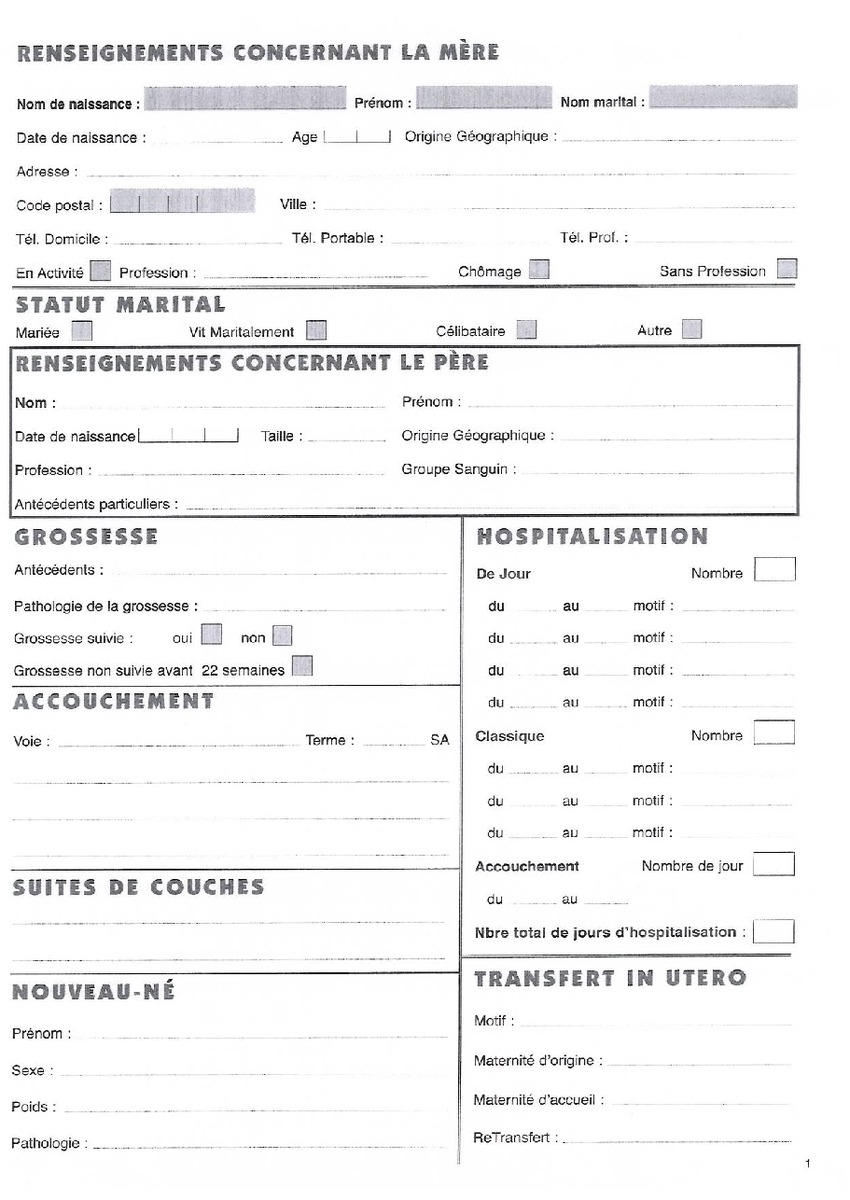 RENSEIGNEMENTS CONCERNANT LA MÈRE
Nom de naissance : Prénom : Nom marital :
Date de naissance : Age Origine Géographique :
Adresse :
Code postal : Ville :
Tél. Domicile : Tél. Portable : Tél. Prof. :
En Activité Profession : Chômage Sans Profession
STATUT MARITAL
Mariée Vit Maritalement Célibataire Autre
RENSEIGNEMENTS CONCERNANT LE PÈRE
Nom : Prénom :
Date de naissance Taille : Origine Géographique :
Profession : Groupe Sanguin :
Antécédents particuliers :
GROSSESSE
Antécédents :
Pathologie de la grossesse :
Grossesse suivie : oui non
Grossesse non suivie avant 22 semaines
ACCOUCHEMENT
Voie : Terme : SA
SUITES DE COUCHES
NOUVEAU-NÉ
Prénom :
Sexe :
Poids :
Pathologie :
HOSPITALISATION
De Jour Nombre
du au motif :
du au motif :
du au motif :
du au motif :
Classique Nombre
du au motif :
du au motif :
du au motif :
Accouchement Nombre de jour
du au
Nbre total de jours d'hospitalisation :
TRANSFERT IN UTERO
Motif :
Maternité d'origine :
Maternité d'accueil :
ReTransfert :
1